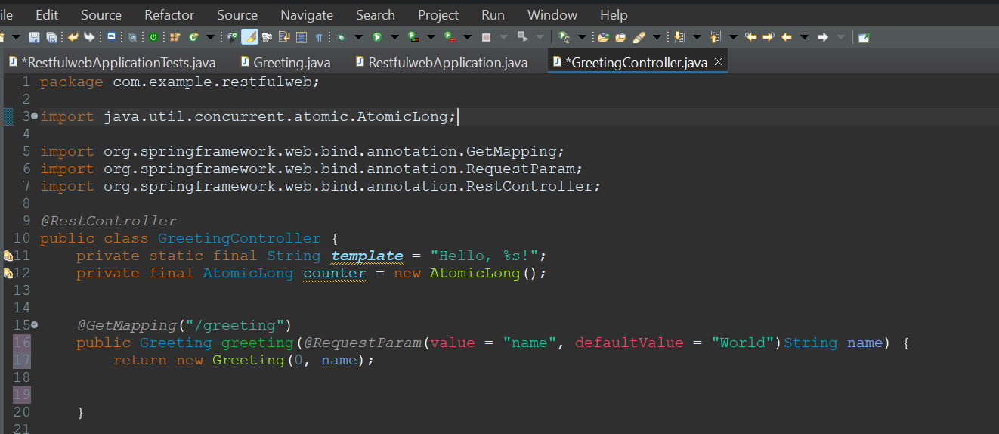 le Edit Source Refactor Source Navigate Search Project Run Window Help
*RestfulwebApplicationTests.java Greeting.java RestfulwebApplication.java *GreetingController.java
1 package com.example.restfulweb;
2
3 import java.util.concurrent.atomic.AtomicLong;
4
5 import org.springframework.web.bind.annotation.GetMapping;
6 import org.springframework.web.bind.annotation.RequestParam;
7 import org.springframework.web.bind.annotation.RestController;
8
9 @RestController
10 public class GreetingController {
11 private static final String template = "Hello, %s!";
12 private final AtomicLong counter = new AtomicLong();
13
14
15 @GetMapping("/greeting")
16 public Greeting greeting(@RequestParam(value = "name", defaultValue = "World")String name) {
17 return new Greeting(0, name);
18
19
20 }
21